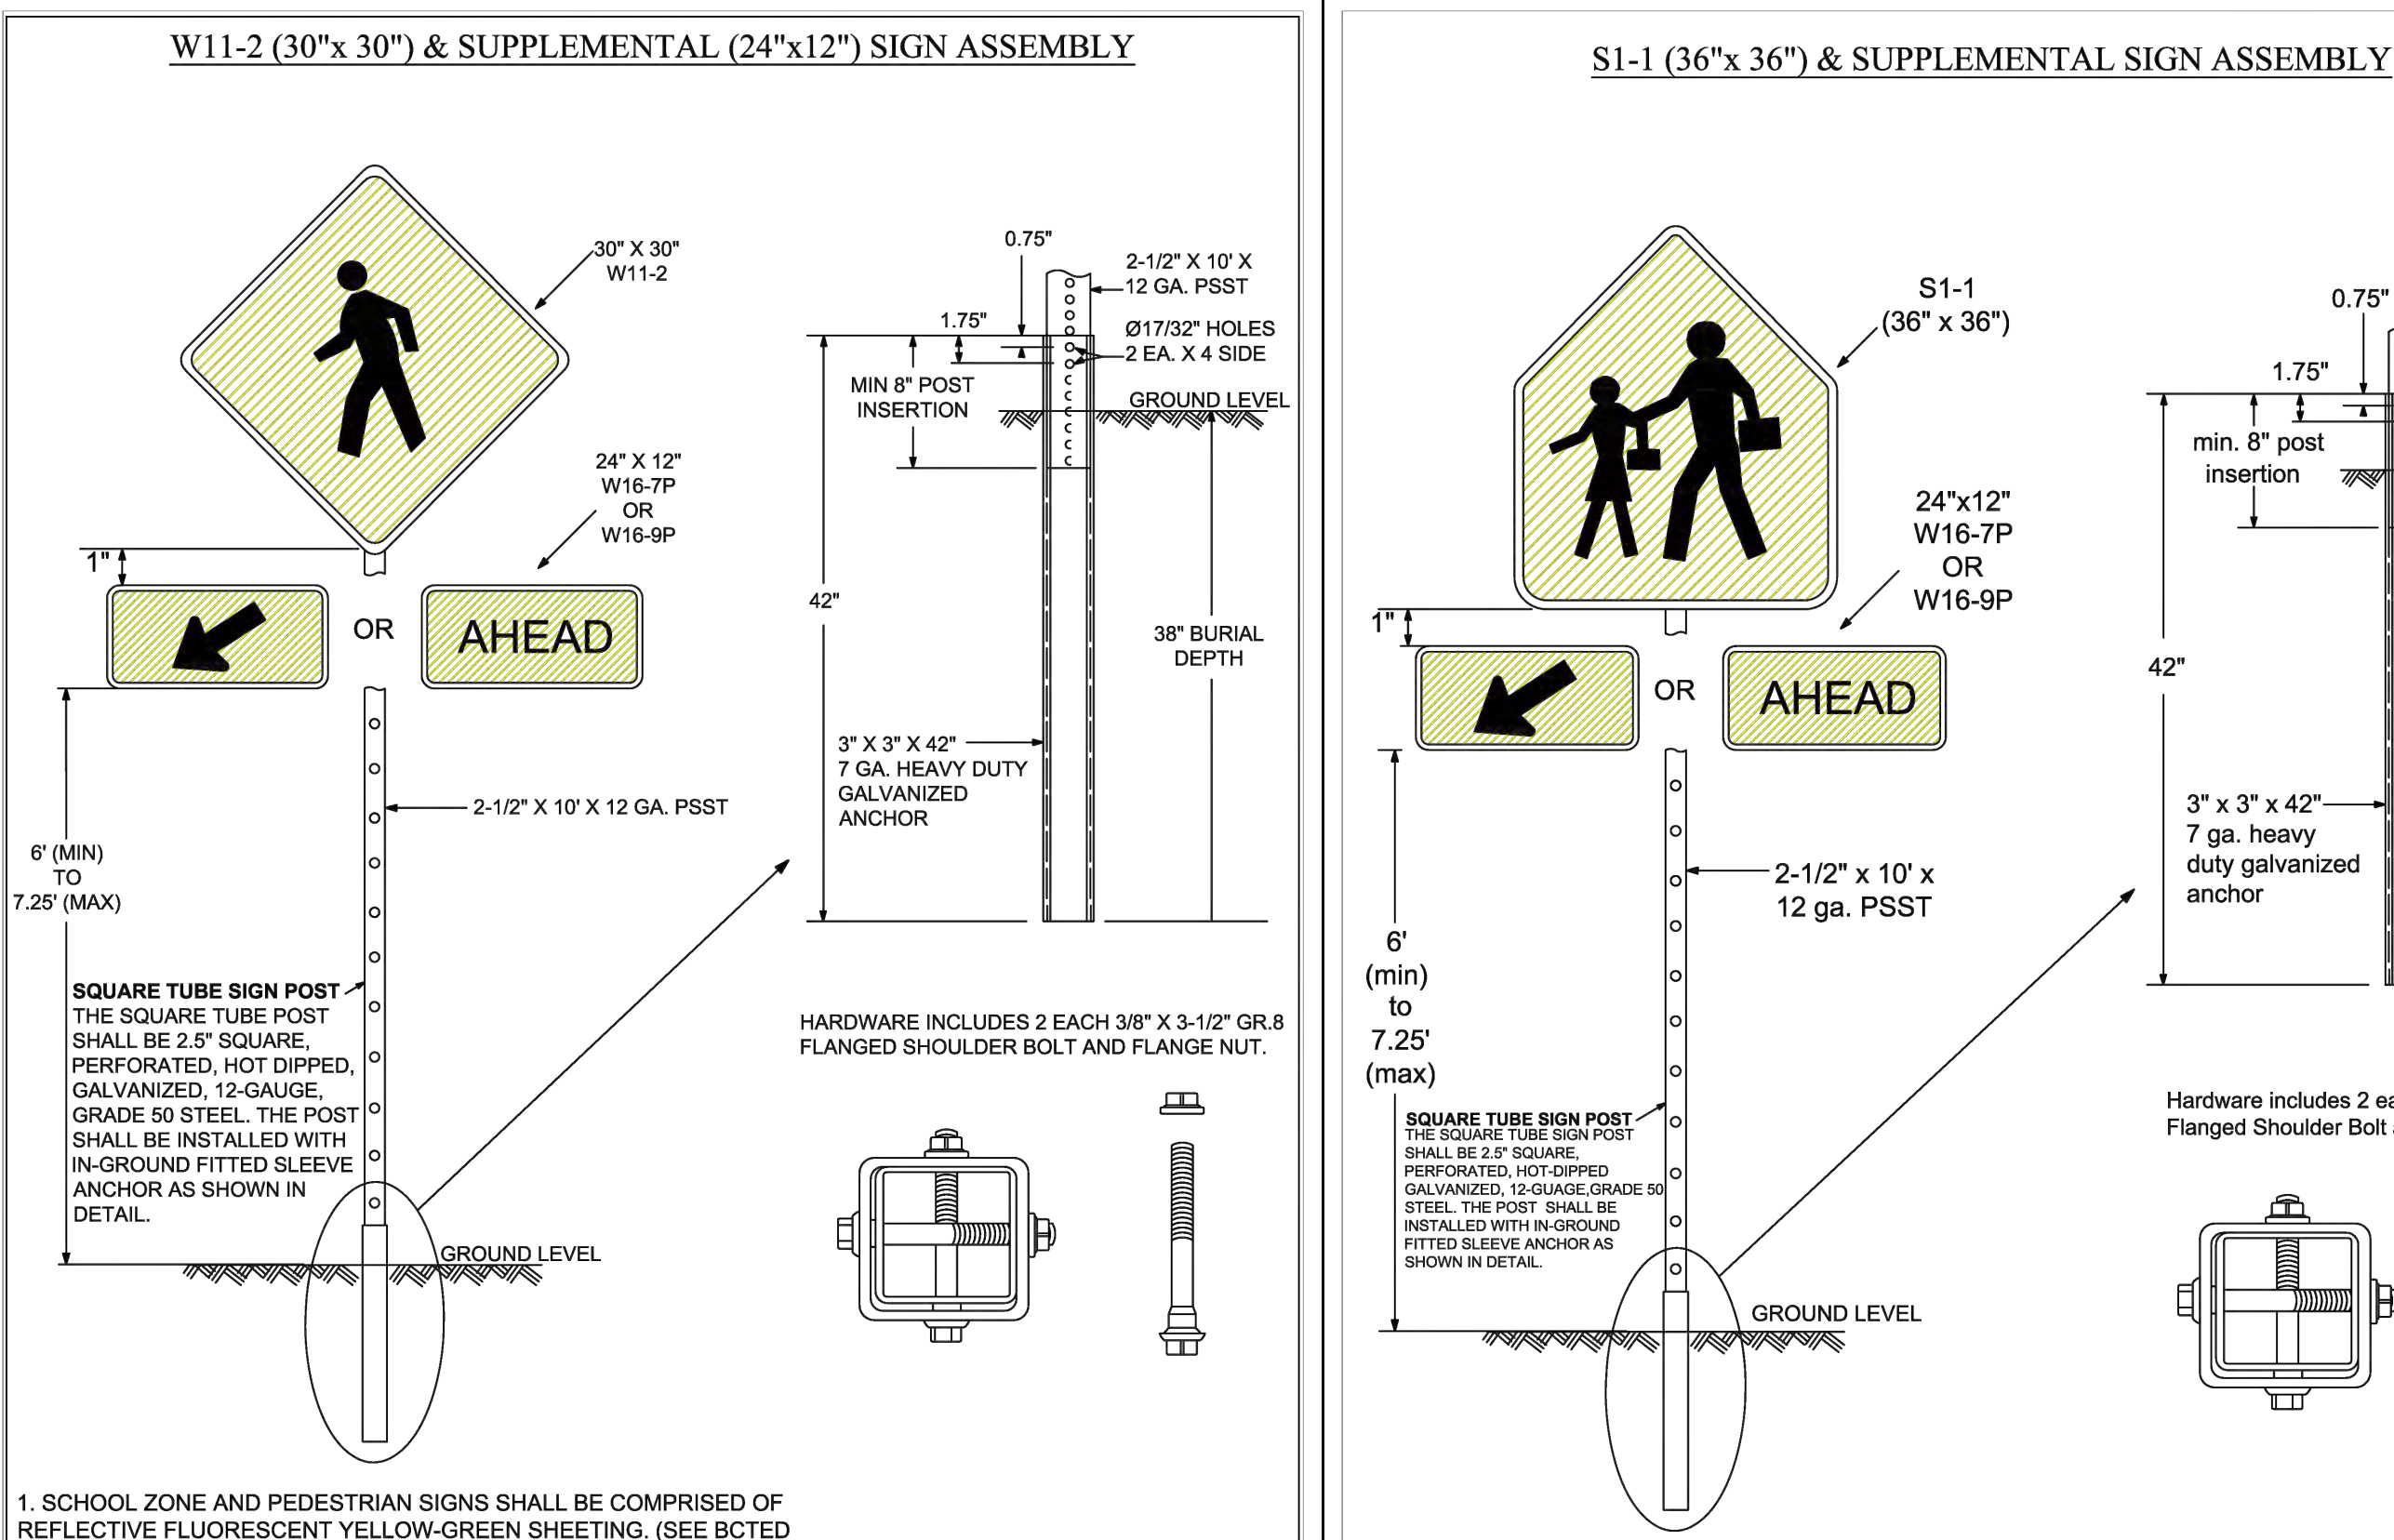 W11-2 (30"x 30") & SUPPLEMENTAL (24"x12") SIGN ASSEMBLY
30" X 30"
W11-2
24" X 12"
W16-7P
OR
W16-9P
1"
OR
AHEAD
6' (MIN)
TO
7.25' (MAX)
2-1/2" X 10' X 12 GA. PSST
SQUARE TUBE SIGN POST
THE SQUARE TUBE POST
SHALL BE 2.5" SQUARE,
PERFORATED, HOT DIPPED,
GALVANIZED, 12-GAUGE,
GRADE 50 STEEL. THE POST
SHALL BE INSTALLED WITH
IN-GROUND FITTED SLEEVE
ANCHOR AS SHOWN IN
DETAIL.
GROUND LEVEL
0.75"
2-1/2" X 10' X
12 GA. PSST
1.75"
Ø17/32" HOLES
2 EA. X 4 SIDE
MIN 8" POST
INSERTION
GROUND LEVEL
42"
38" BURIAL
DEPTH
3" X 3" X 42"
7 GA. HEAVY DUTY
GALVANIZED
ANCHOR
HARDWARE INCLUDES 2 EACH 3/8" X 3-1/2" GR.8
FLANGED SHOULDER BOLT AND FLANGE NUT.
1. SCHOOL ZONE AND PEDESTRIAN SIGNS SHALL BE COMPRISED OF
REFLECTIVE FLUORESCENT YELLOW-GREEN SHEETING. (SEE BCTED
S1-1 (36"x 36") & SUPPLEMENTAL SIGN ASSEMBLY
S1-1
(36" x 36")
24"x12"
W16-7P
OR
W16-9P
1"
OR
AHEAD
6'
(min)
to
7.25'
(max)
2-1/2" x 10' x
12 ga. PSST
SQUARE TUBE SIGN POST
THE SQUARE TUBE SIGN POST
SHALL BE 2.5" SQUARE,
PERFORATED, HOT-DIPPED
GALVANIZED, 12-GUAGE,GRADE 50
STEEL. THE POST SHALL BE
INSTALLED WITH IN-GROUND
FITTED SLEEVE ANCHOR AS
SHOWN IN DETAIL.
GROUND LEVEL
0.75"
1.75"
min. 8" post
insertion
42"
3" x 3" x 42"
7 ga. heavy
duty galvanized
anchor
Hardware includes 2
Flanged Shoulder Bolt